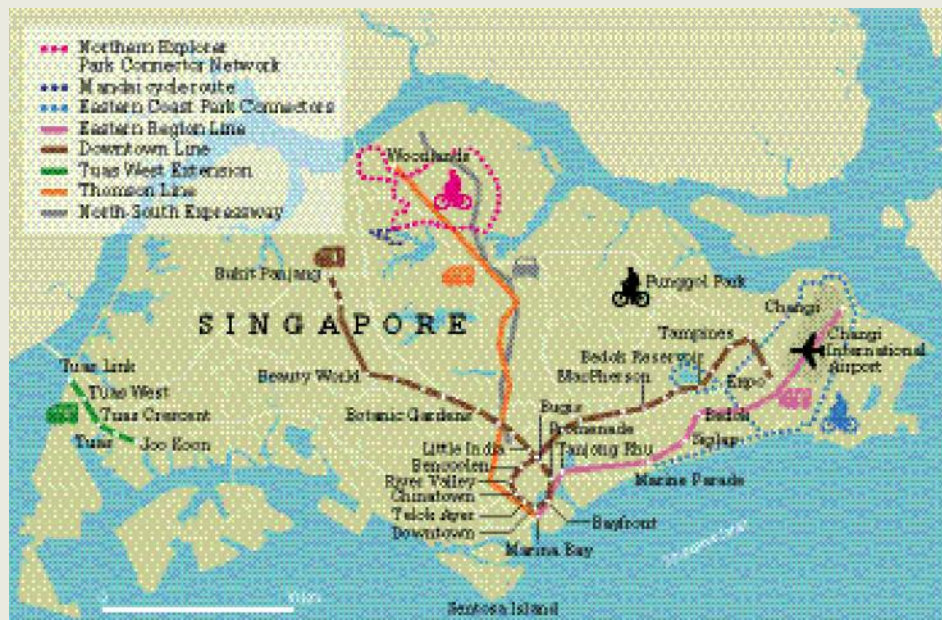 Northern Explorer
Park Connector Network
Mandai cycle route
Eastern Coast Park Connectors
Eastern Region Line
Downtown Line
Tuas West Extension
Thomson Line
North-South Expressway
Woodlands
Bukit Panjang
Punggol Park
Changi
SINGAPORE
Tampines
Changi
International
Airport
Bedok Reservoir
MacPherson
Expo
Tuas Link
Beauty World
Tuas West
Bugis
Bedok
Tuas Crescent
Botanic Gardens
Promenade
Tuas
Joo Koon
Little India
Tanjong Rhu
Siglap
Bencoolen
River Valley
Marine Parade
Chinatown
Telok Ayer
Bayfront
Downtown
Marina Bay
0
Sentosa Island